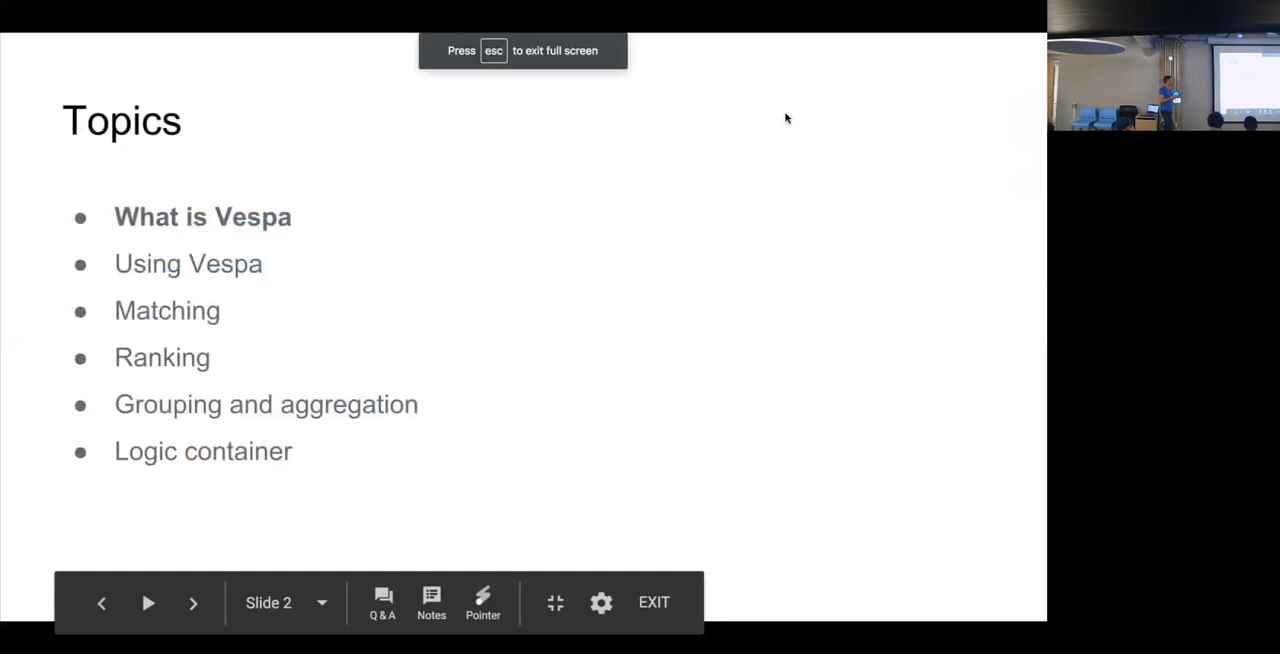 Press esc to exit full screen
Topics
● What is Vespa
● Using Vespa
● Matching
● Ranking
● Grouping and aggregation
● Logic container
Slide 2
Q & A
Notes
Pointer
EXIT